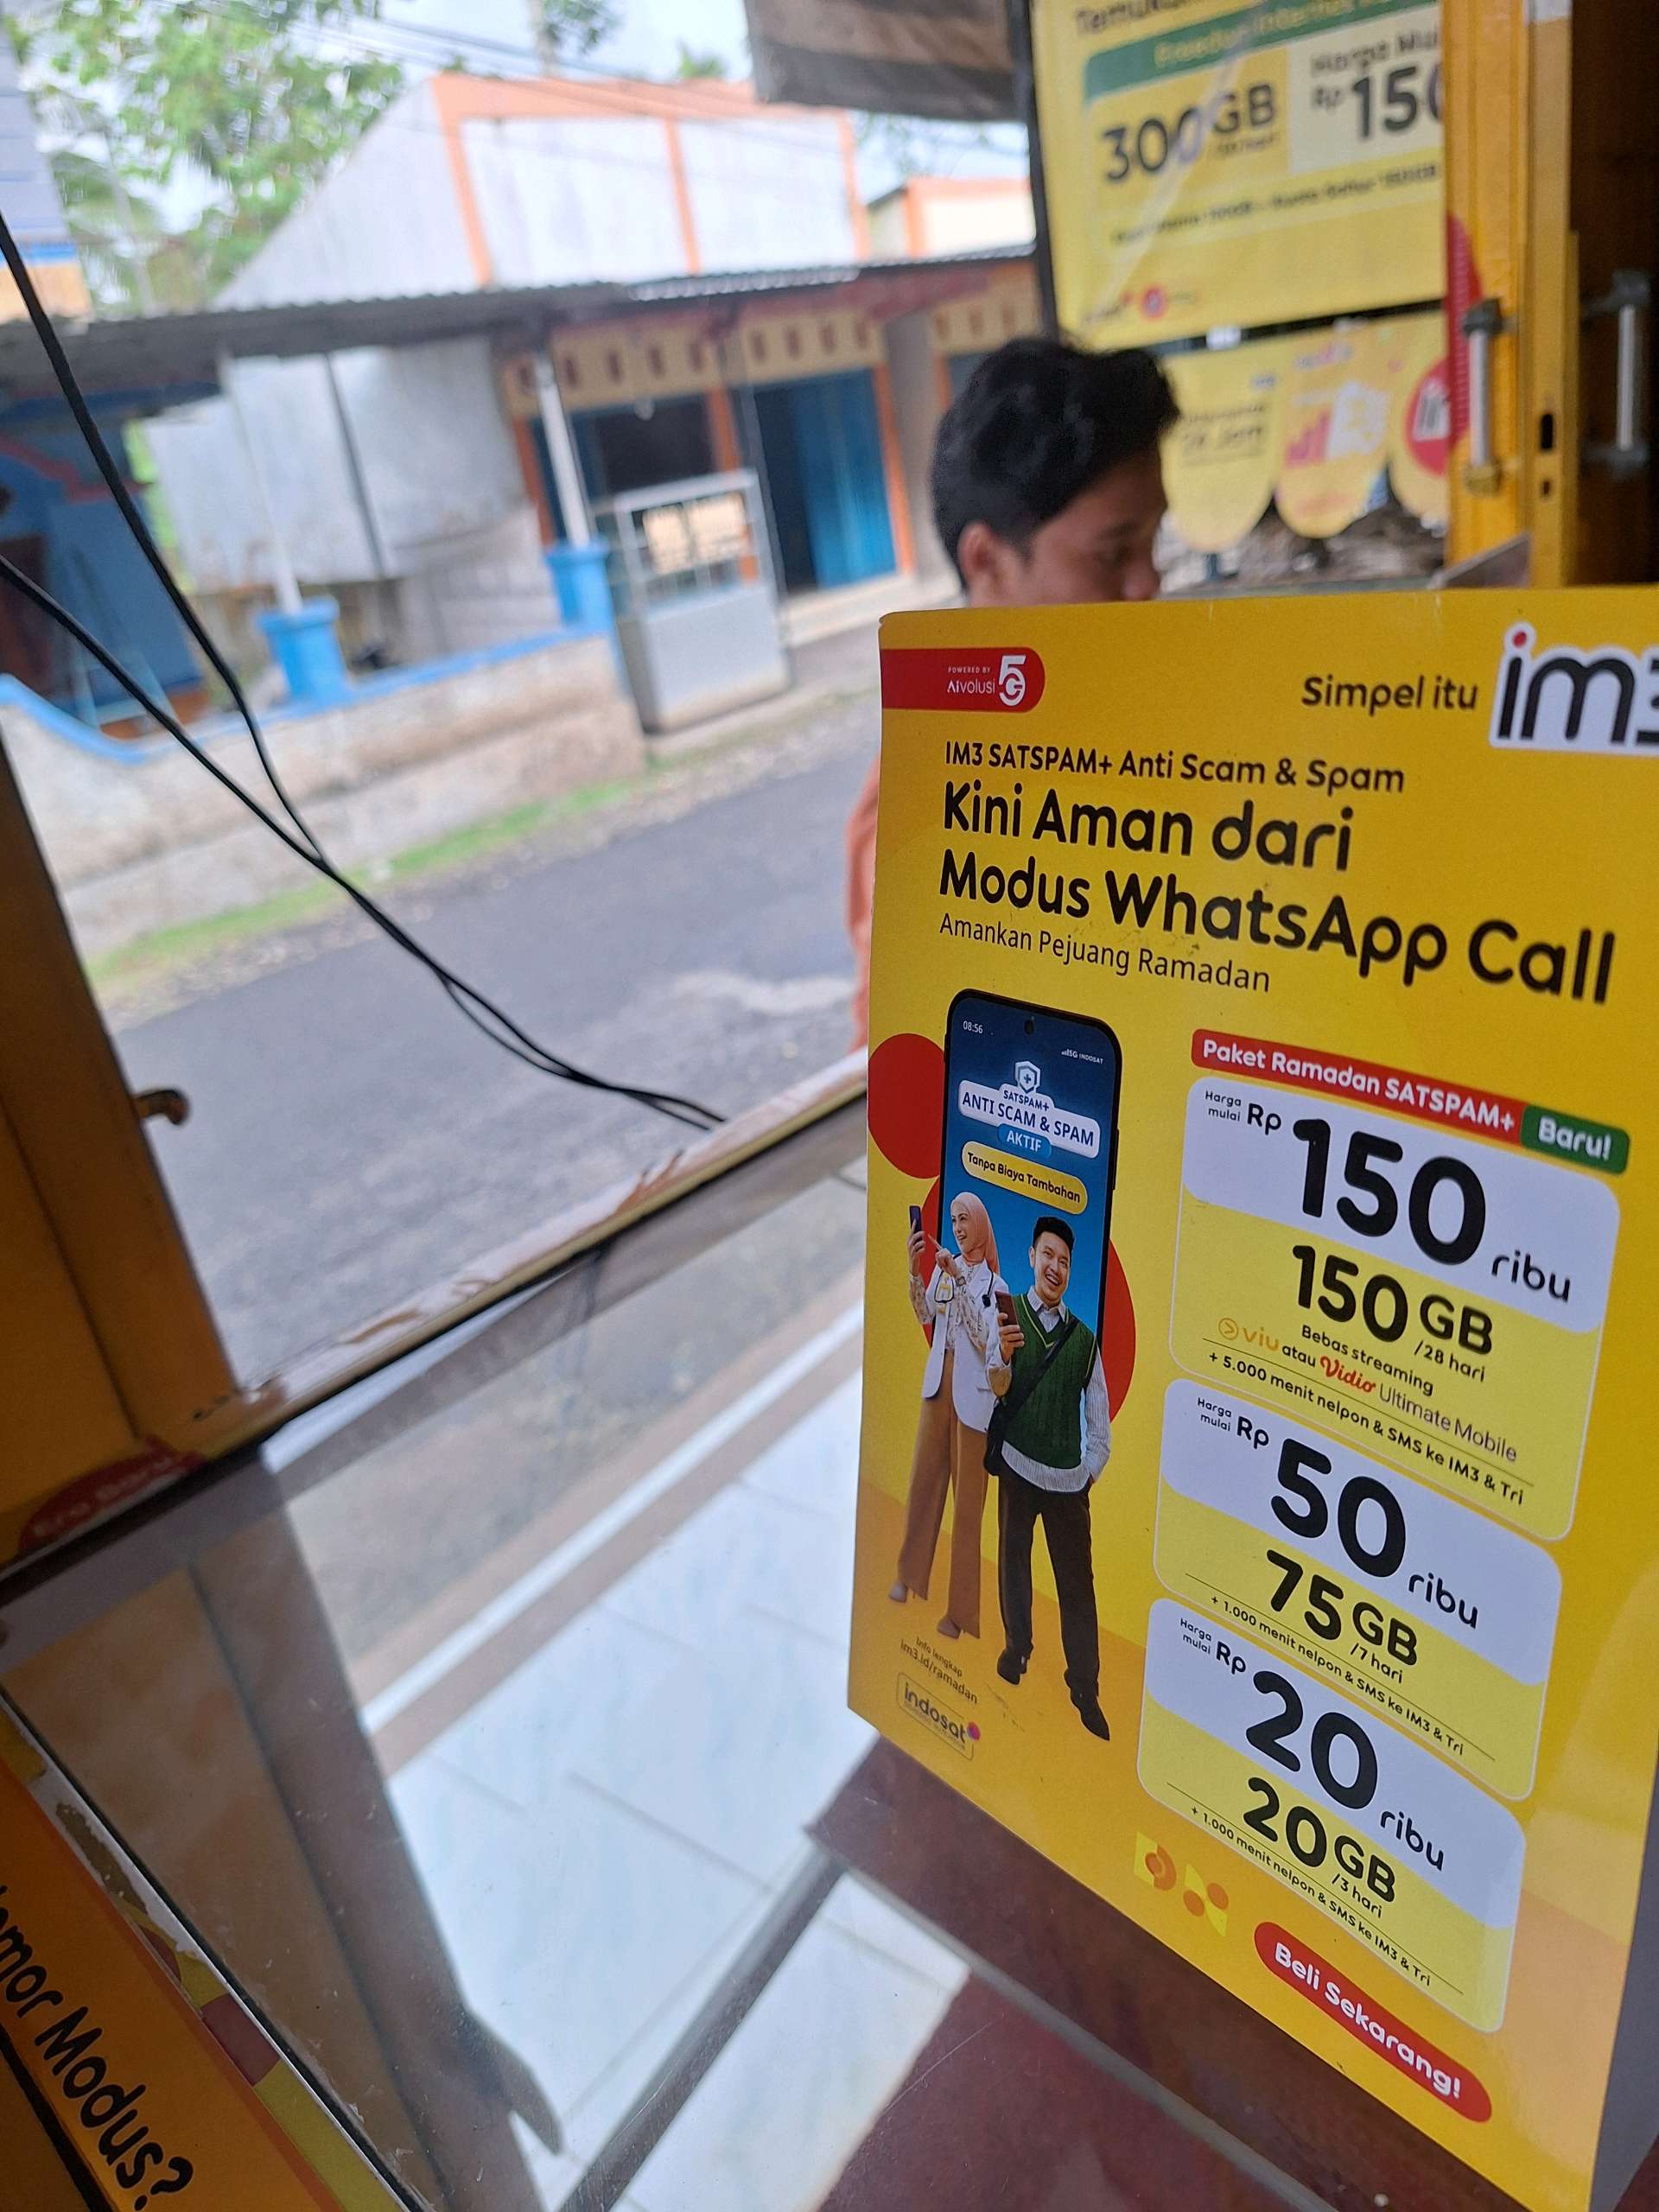 300GB
Rp 15
POWERED BY
AIvolusi 5G
Simpel itu im3
IM3 SATSPAM+ Anti Scam & Spam
Kini Aman dari
Modus WhatsApp Call
Amankan Pejuang Ramadan
08:56
5G INDOSAT
SATSPAM+
ANTI SCAM & SPAM
AKTIF
Tanpa Biaya Tambahan
Paket Ramadan SATSPAM+ Baru!
Harga mulai Rp 150 ribu
150GB /28 hari
Bebas streaming
viu atau Vidio Ultimate Mobile
+ 5.000 menit nelpon & SMS ke IM3 & Tri
Harga mulai Rp 50 ribu
75GB /7 hari
+ 1.000 menit nelpon & SMS ke IM3 & Tri
Harga mulai Rp 20 ribu
20GB /3 hari
+ 1.000 menit nelpon & SMS ke IM3 & Tri
Info lengkap
im3.id/ramadan
indosat
Beli Sekarang!
Modus?